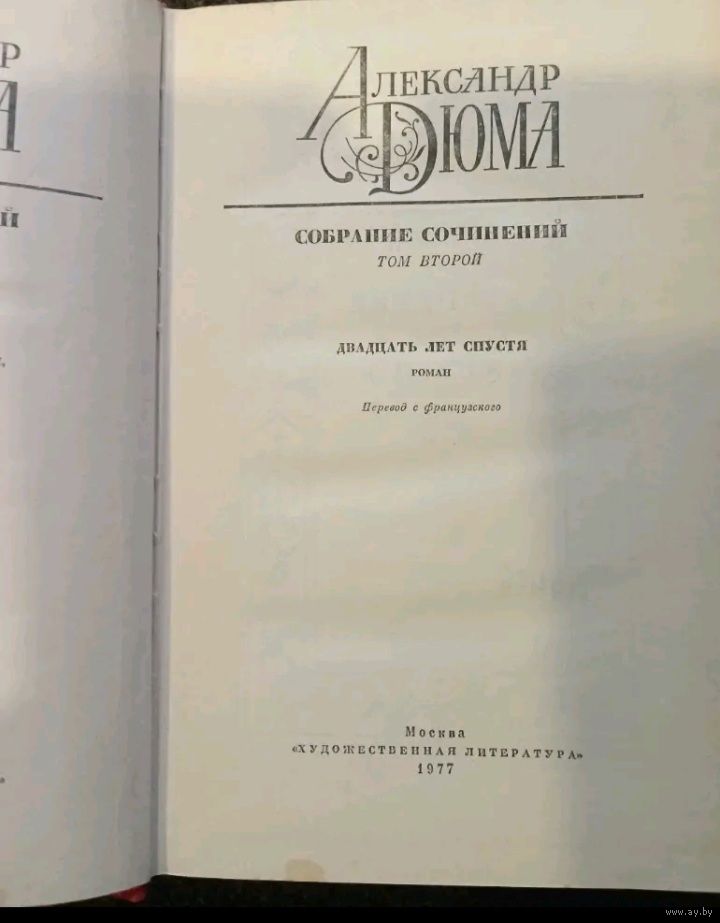 АЛЕКСАНДР
ДЮМА
СОБРАНИЕ СОЧИНЕНИЙ
ТОМ ВТОРОЙ
ДВАДЦАТЬ ЛЕТ СПУСТЯ
РОМАН
Перевод с французского
Москва
«ХУДОЖЕСТВЕННАЯ ЛИТЕРАТУРА»
1977
www.ay.by